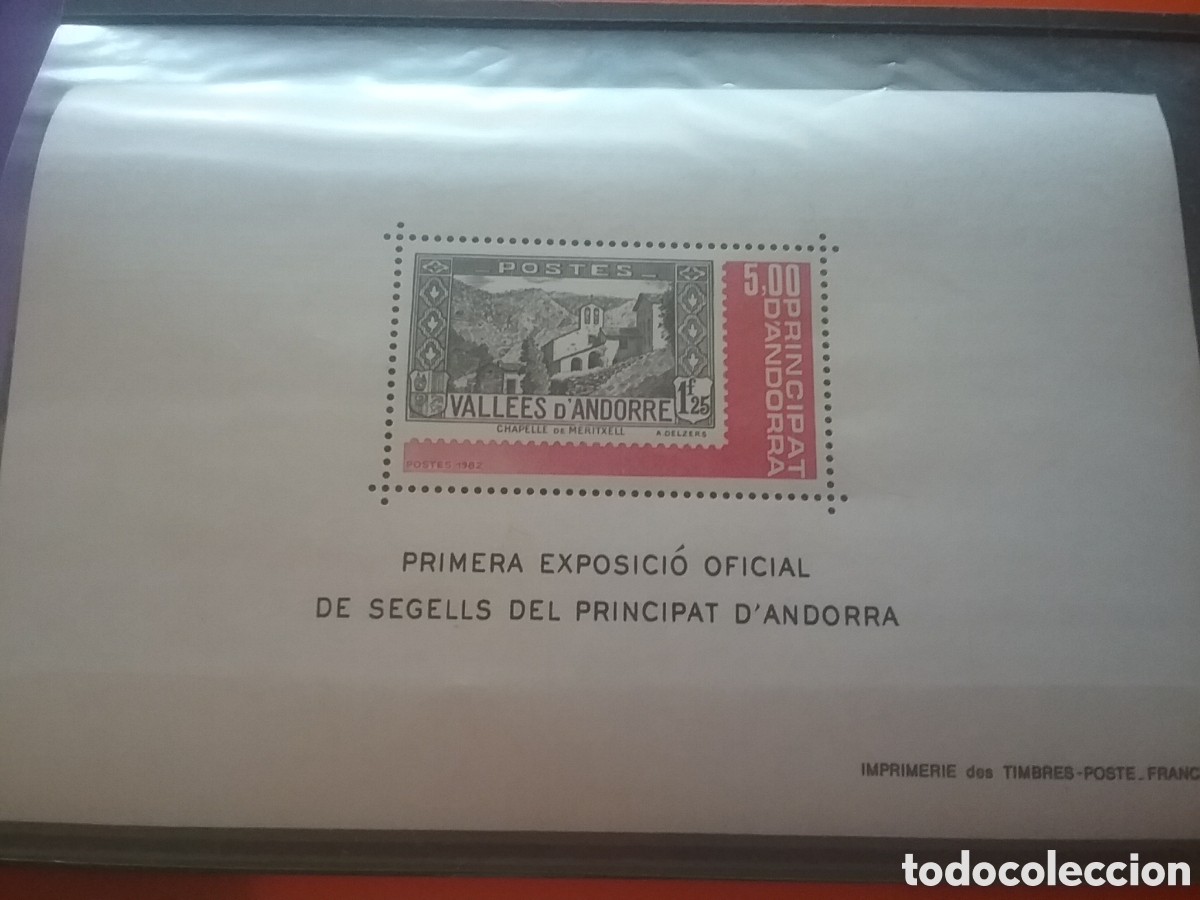 POSTES
5,00
PRINCIPAT
D'ANDORRA
1f25
VALLÉES D'ANDORRE
CHAPELLE DE MERITXELL
A. DELZERS
POSTES 1982
PRIMERA EXPOSICIÓ OFICIAL
DE SEGELLS DEL PRINCIPAT D'ANDORRA
IMPRIMERIE des TIMBRES-POSTE_FRANC
todocoleccion